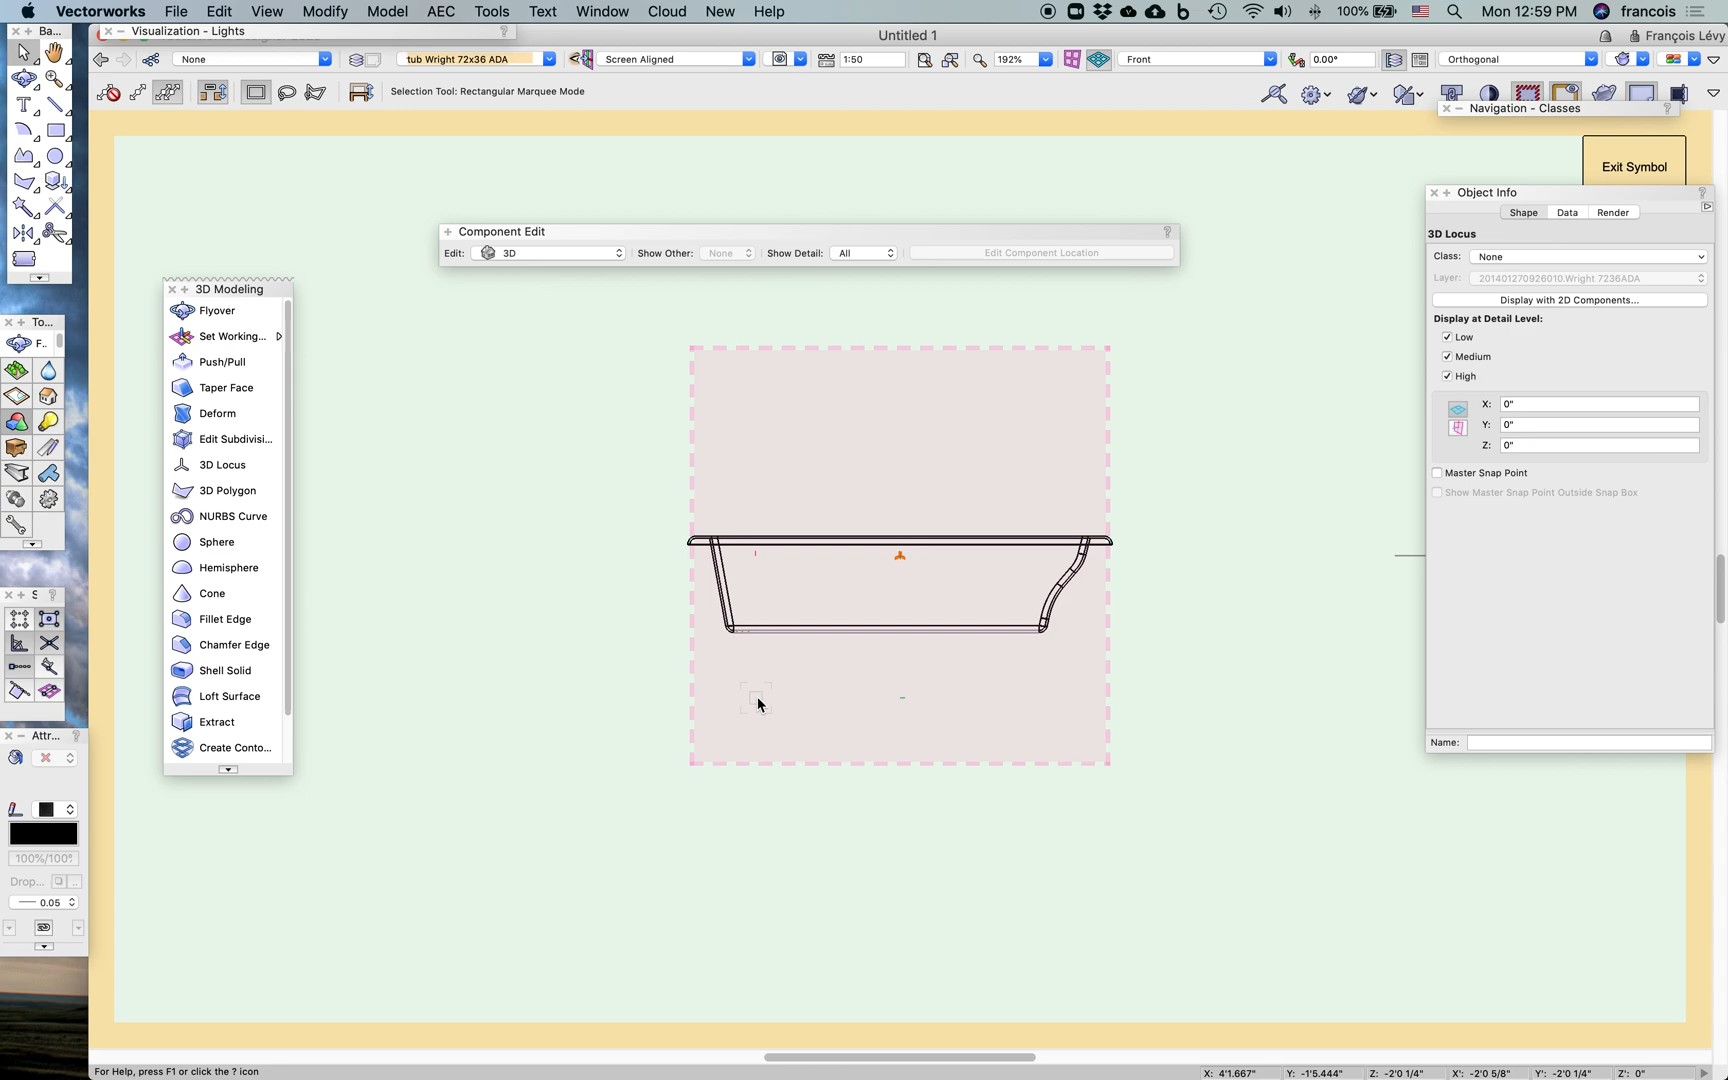 Vectorworks File Edit View Modify Model AEC Tools Text Window Cloud New Help
100% Mon 12:59 PM francois
Ba...
Visualization - Lights
Untitled 1
François Lévy
None
tub Wright 72x36 ADA
Screen Aligned
1:50
192%
Front
0.00°
Orthogonal
Selection Tool: Rectangular Marquee Mode
Navigation - Classes
Exit Symbol
Component Edit
Edit: 3D Show Other: None Show Detail: All Edit Component Location
3D Modeling
Flyover
Set Working...
Push/Pull
Taper Face
Deform
Edit Subdivisi...
3D Locus
3D Polygon
NURBS Curve
Sphere
Hemisphere
Cone
Fillet Edge
Chamfer Edge
Shell Solid
Loft Surface
Extract
Create Conto...
To...
F..
S
Attr...
100%/100%
Drop...
0.05
Object Info
Shape Data Render
3D Locus
Class: None
Layer: 201401270926010.Wright 7236ADA
Display with 2D Components...
Display at Detail Level:
Low
Medium
High
X: 0"
Y: 0"
Z: 0"
Master Snap Point
Show Master Snap Point Outside Snap Box
Name:
For Help, press F1 or click the ? icon
X: 4'1.667" Y: -1'5.444" Z: -2'0 1/4" X': -2'0 5/8" Y': -2'0 1/4" Z': 0"